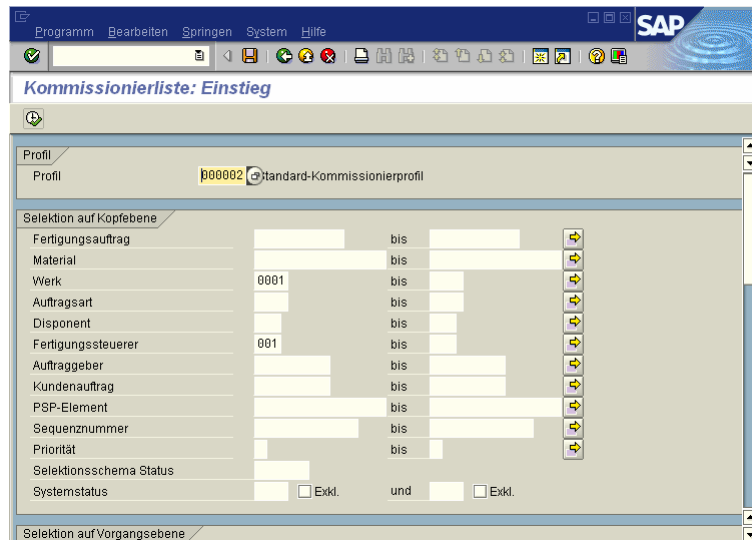 Programm Bearbeiten Springen System Hilfe
SAP
Kommissionierliste: Einstieg
Profil
Profil 000002 Standard-Kommissionierprofil
Selektion auf Kopfebene
Fertigungsauftrag bis
Material bis
Werk 0001 bis
Auftragsart bis
Disponent bis
Fertigungssteuerer 001 bis
Auftraggeber bis
Kundenauftrag bis
PSP-Element bis
Sequenznummer bis
Priorität bis
Selektionsschema Status
Systemstatus Exkl. und Exkl.
Selektion auf Vorgangsebene